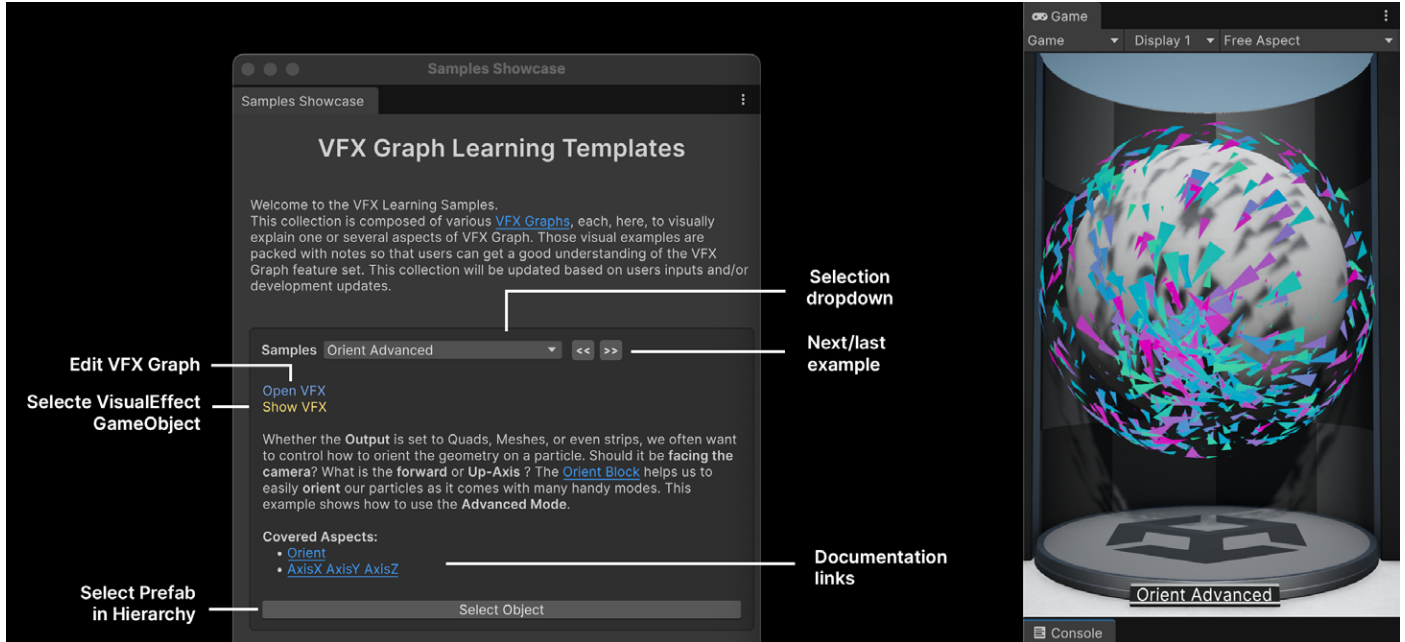 Samples Showcase
Samples Showcase
VFX Graph Learning Templates
Welcome to the VFX Learning Samples.
This collection is composed of various VFX Graphs, each, here, to visually
explain one or several aspects of VFX Graph. Those visual examples are
packed with notes so that users can get a good understanding of the VFX
Graph feature set. This collection will be updated based on users inputs and/or
development updates.
Selection
dropdown
Samples Orient Advanced << >>
Next/last
example
Edit VFX Graph
Open VFX
Selecte VisualEffect
GameObject
Show VFX
Whether the Output is set to Quads, Meshes, or even strips, we often want
to control how to orient the geometry on a particle. Should it be facing the
camera? What is the forward or Up-Axis ? The Orient Block helps us to
easily orient our particles as it comes with many handy modes. This
example shows how to use the Advanced Mode.
Covered Aspects:
• Orient
• AxisX AxisY AxisZ
Documentation
links
Select Prefab
in Hierarchy
Select Object
Game
Game Display 1 Free Aspect
Orient Advanced
Console